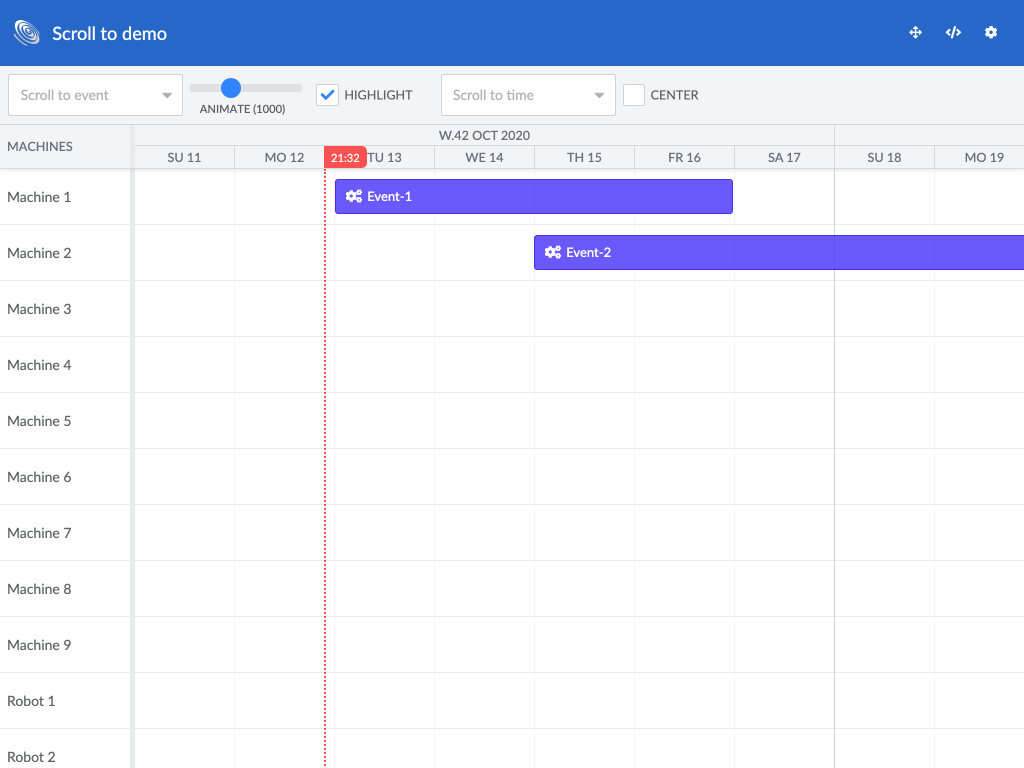 Scroll to demo
Scroll to event
ANIMATE (1000)
HIGHLIGHT
Scroll to time
CENTER
MACHINES
W.42 OCT 2020
SU 11
MO 12
21:32
TU 13
WE 14
TH 15
FR 16
SA 17
SU 18
MO 19
Machine 1
Event-1
Machine 2
Event-2
Machine 3
Machine 4
Machine 5
Machine 6
Machine 7
Machine 8
Machine 9
Robot 1
Robot 2